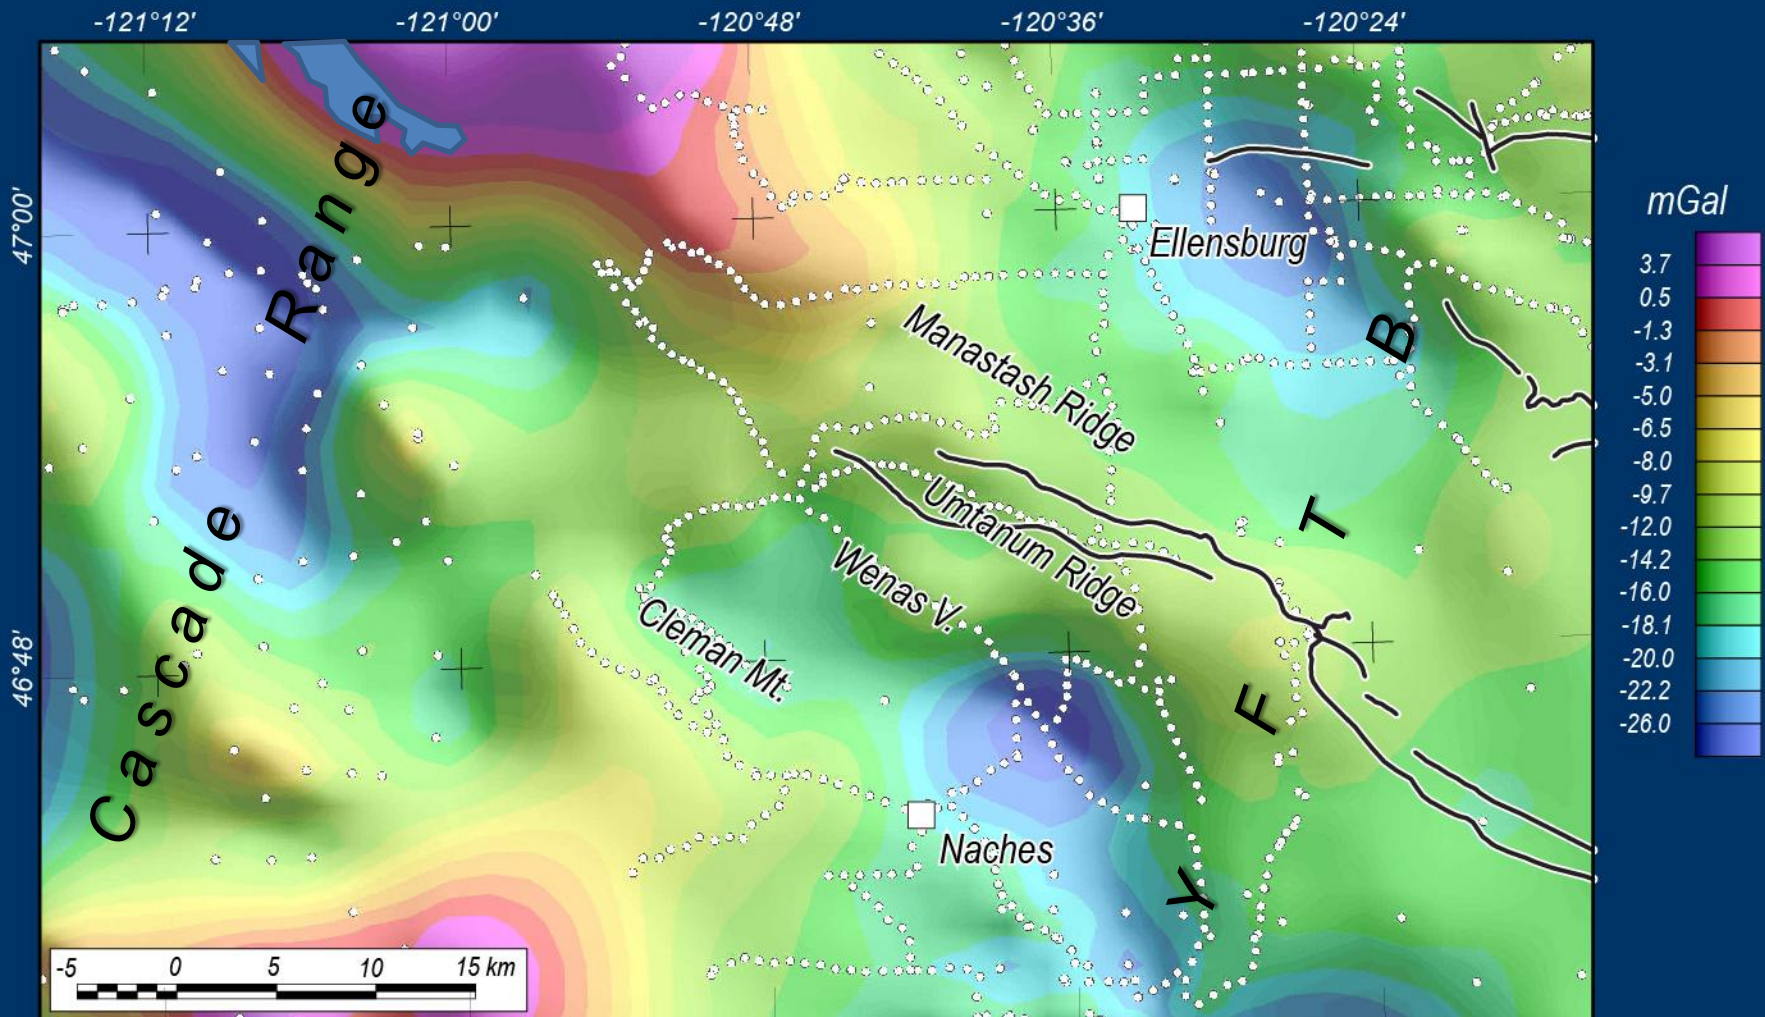 -121°12' -121°00' -120°48' -120°36' -120°24'
47°00'
46°48'
Cascade Range
Ellensburg
Manastash Ridge
Umtanum Ridge
Wenas V.
Cleman Mt.
Naches
Y F T B
-5 0 5 10 15 km
mGal
3.7
0.5
-1.3
-3.1
-5.0
-6.5
-8.0
-9.7
-12.0
-14.2
-16.0
-18.1
-20.0
-22.2
-26.0